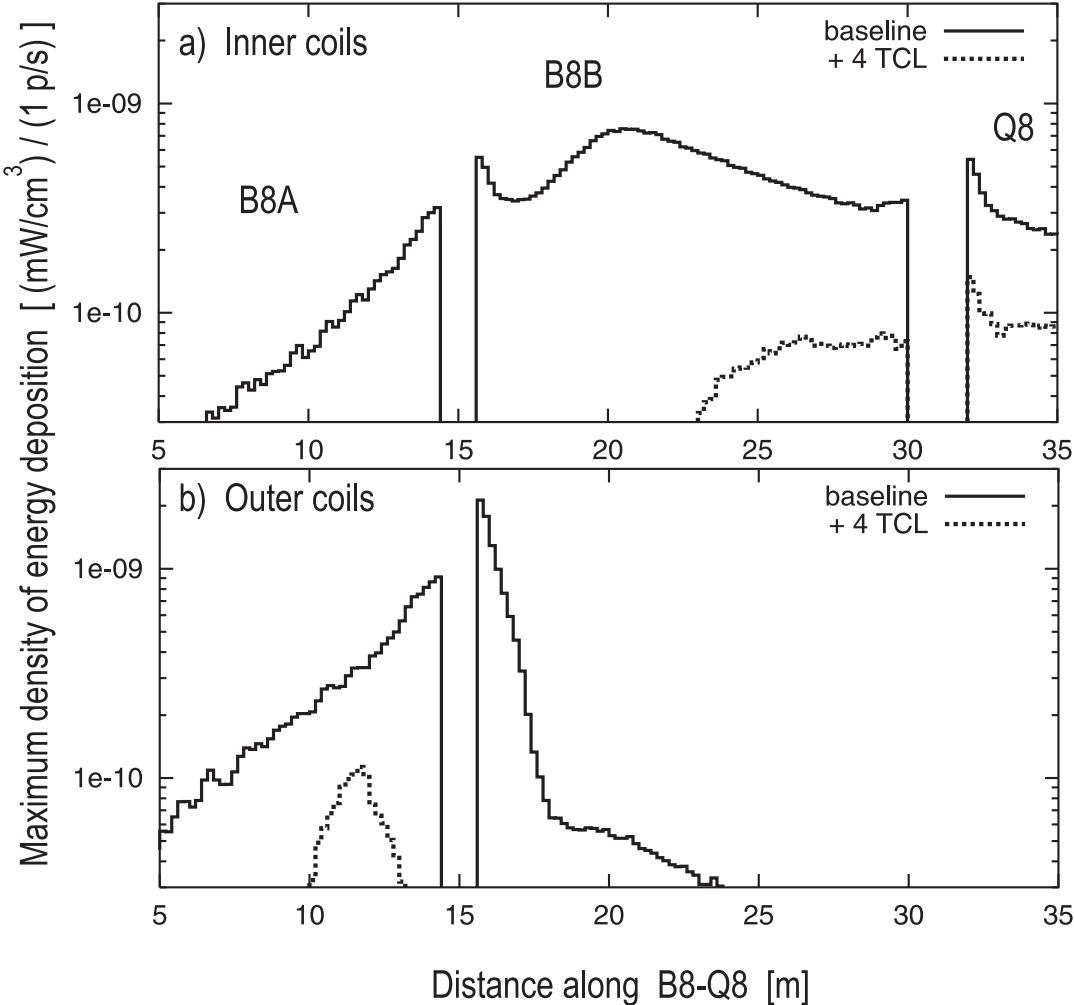 Maximum density of energy deposition [ (mW/cm³) / (1 p/s) ]
a) Inner coils
baseline
+ 4 TCL
B8A
B8B
Q8
1e-09
1e-10
5 10 15 20 25 30 35
b) Outer coils
baseline
+ 4 TCL
1e-09
1e-10
5 10 15 20 25 30 35
Distance along B8-Q8 [m]